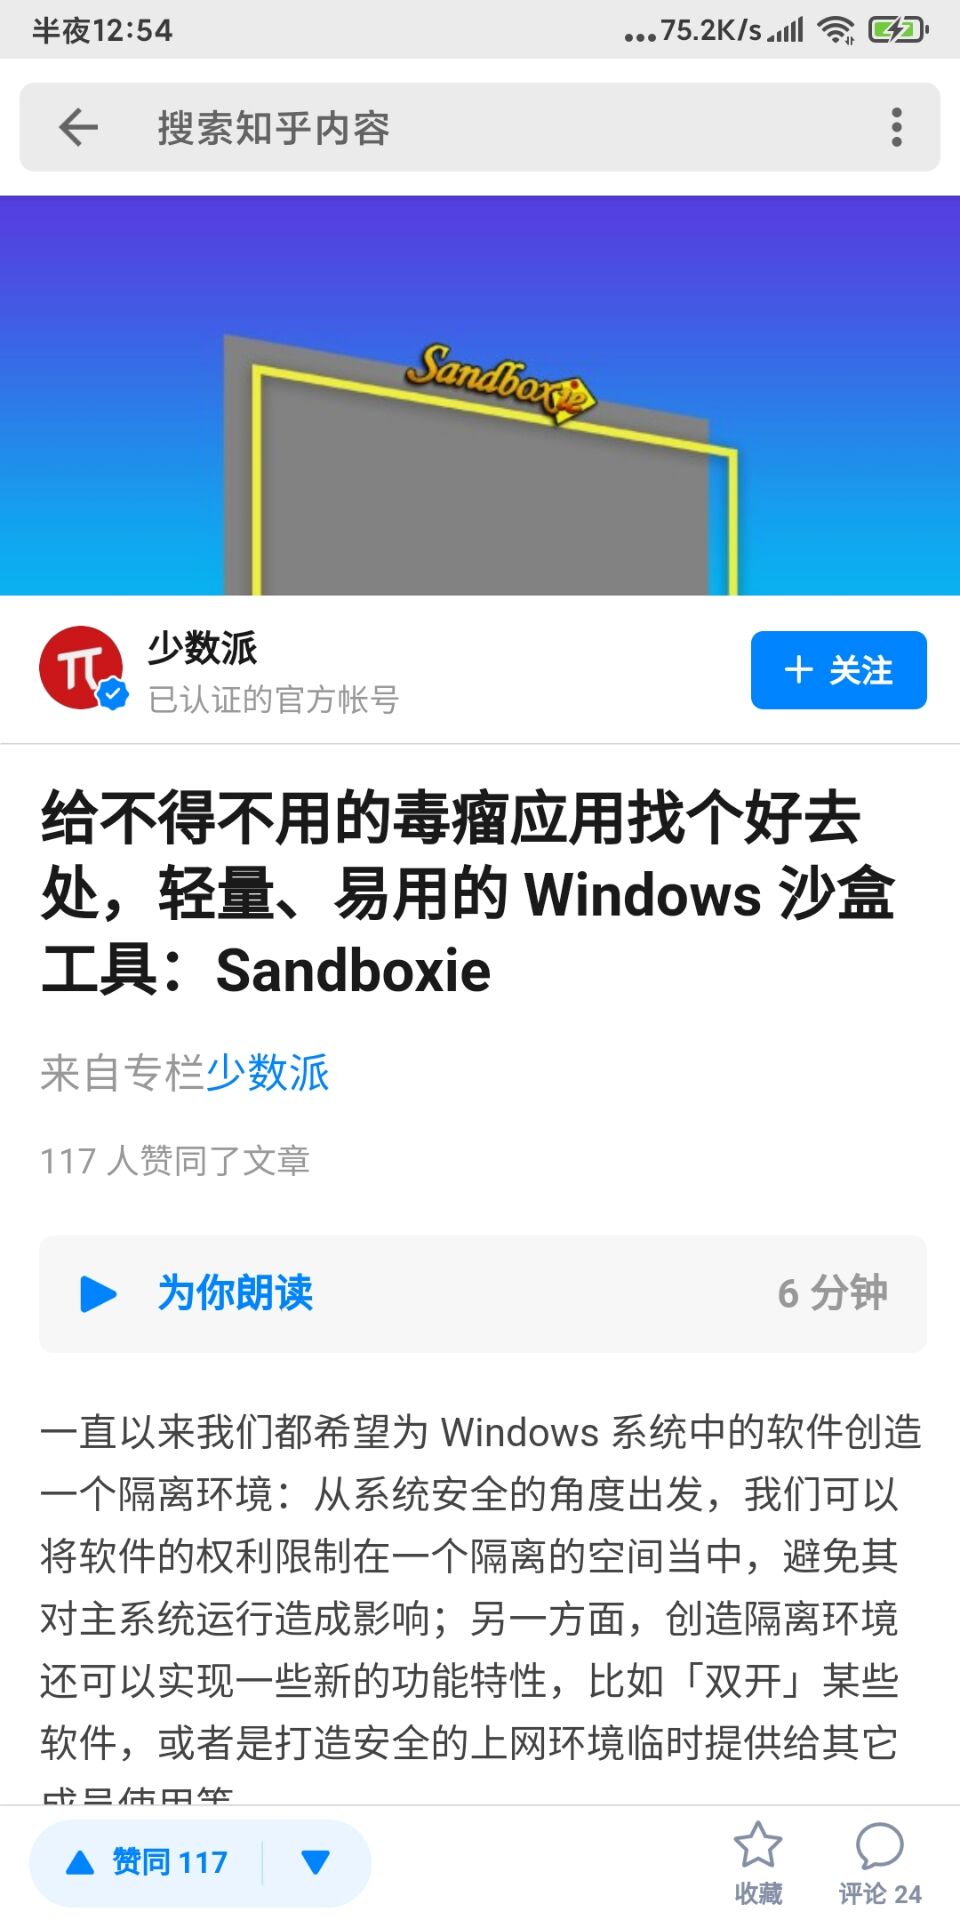 半夜12:54
...75.2K/s
搜索知乎内容
Sandboxie
少数派
已认证的官方帐号
+ 关注
给不得不用的毒瘤应用找个好去
处，轻量、易用的 Windows 沙盒
工具：Sandboxie
来自专栏少数派
117 人赞同了文章
为你朗读
6 分钟
一直以来我们都希望为 Windows 系统中的软件创造
一个隔离环境：从系统安全的角度出发，我们可以
将软件的权利限制在一个隔离的空间当中，避免其
对主系统运行造成影响；另一方面，创造隔离环境
还可以实现一些新的功能特性，比如「双开」某些
软件，或者是打造安全的上网环境临时提供给其它
成员使用等
赞同 117
收藏
评论 24